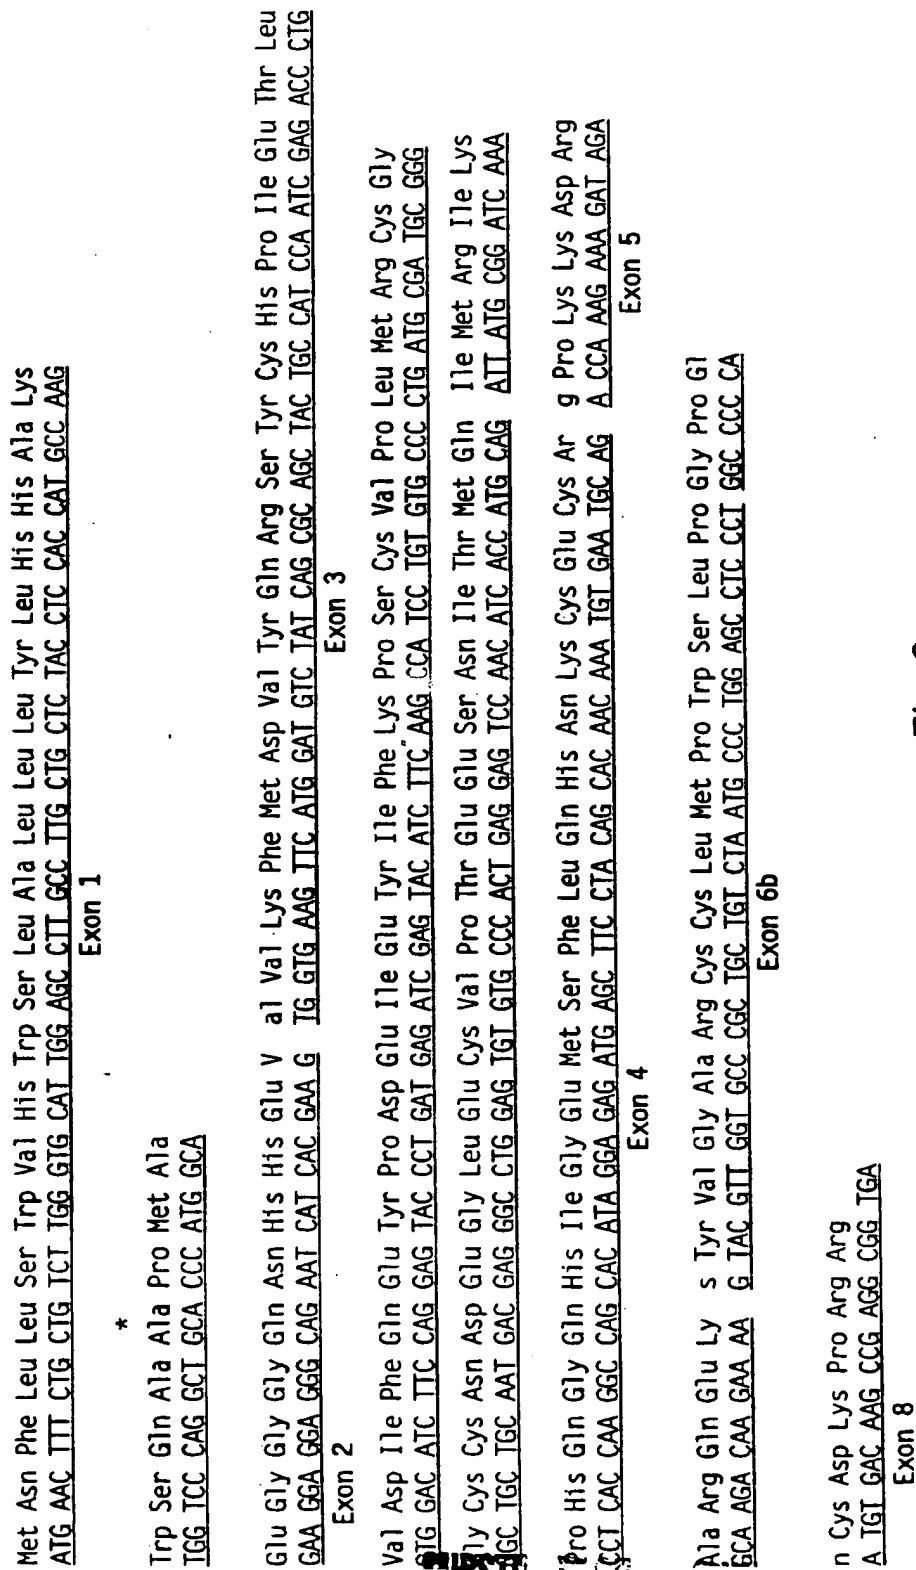 Met Asn Phe Leu Leu Ser Trp Val His Trp Ser Leu Ala Leu Leu Leu Tyr Leu His His Ala Lys
ATG AAC TTT CTG CTG TCT TGG GTG CAT TGG AGC CTT GCC TTG CTG CTC TAC CTC CAC CAT GCC AAG
Exon 1
*
Trp Ser Gln Ala Ala Pro Met Ala
TGG TCC CAG GCT GCA CCC ATG GCA
Glu Gly Gly Gly Gln Asn His His Glu V al Val Lys Phe Met Asp Val Tyr Gln Arg Ser Tyr Cys His Pro Ile Glu Thr Leu
GAA GGA GGA GGG CAG AAT CAT CAC GAA G TG GTG AAG TTC ATG GAT GTC TAT CAG CGC AGC TAC TGC CAT CCA ATC GAG ACC CTG
Exon 2 Exon 3
Val Asp Ile Phe Gln Glu Tyr Pro Asp Glu Ile Glu Tyr Ile Phe Lys Pro Ser Cys Val Pro Leu Met Arg Cys Gly
GTG GAC ATC TTC CAG GAG TAC CCT GAT GAG ATC GAG TAC ATC TTC AAG CCA TCC TGT GTG CCC CTG ATG CGA TGC GGG
ly Cys Cys Asn Asp Glu Gly Leu Glu Cys Val Pro Thr Glu Glu Ser Asn Ile Thr Met Gln Ile Met Arg Ile Lys
GC TGC TGC AAT GAC GAG GGC CTG GAG TGT GTG CCC ACT GAG GAG TCC AAC ATC ACC ATG CAG ATT ATG CGG ATC AAA
Pro His Gln Gly Gln His Ile Gly Glu Met Ser Phe Leu Gln His Asn Lys Cys Glu Cys Ar g Pro Lys Lys Asp Arg
CCT CAC CAA GGC CAG CAC ATA GGA GAG ATG AGC TTC CTA CAG CAC AAC AAA TGT GAA TGC AG A CCA AAG AAA GAT AGA
Exon 4 Exon 5
Ala Arg Gln Glu Ly s Tyr Val Gly Ala Arg Cys Cys Leu Met Pro Trp Ser Leu Pro Gly Pro Gl
GCA AGA CAA GAA AA G TAC GTT GGT GCC CGC TGC TGT CTA ATG CCC TGG AGC CTC CCT GGC CCC CA
Exon 6b
n Cys Asp Lys Pro Arg Arg
A TGT GAC AAG CCG AGG CGG TGA
Exon 8